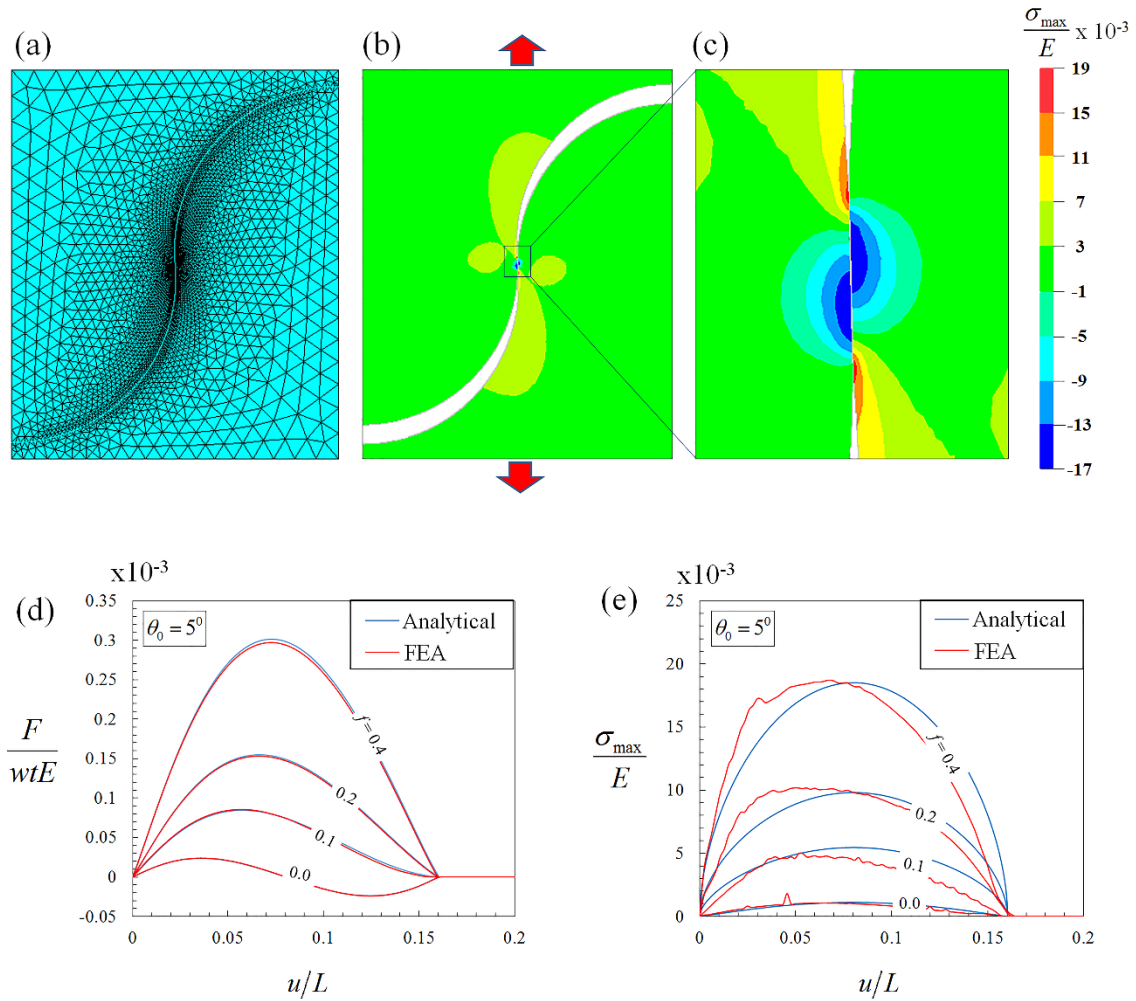 (a)
(b)
(c)
σmax/E x 10-3
19
15
11
7
3
-1
-5
-9
-13
-17
(d)
x10-3
θ0 = 5⁰
Analytical
FEA
F/wtE
0.35
0.3
0.25
0.2
0.15
0.1
0.05
0
-0.05
f = 0.4
0.2
0.1
0.0
0
0.05
0.1
0.15
0.2
u/L
(e)
x10-3
θ0 = 5⁰
Analytical
FEA
σmax/E
25
20
15
10
5
0
f=0.4
0.2
0.1
0.0
0
0.05
0.1
0.15
0.2
u/L